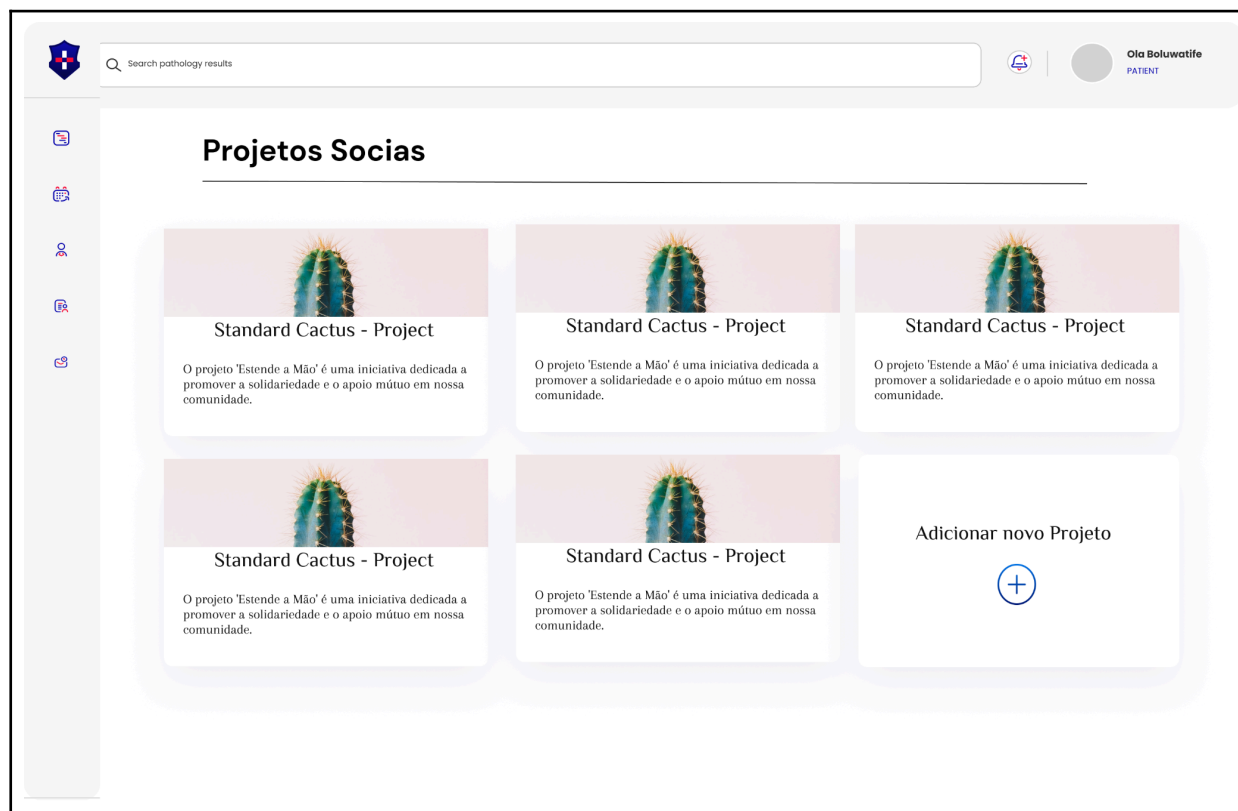 Search pathology results
Ola Boluwatife
PATIENT
Projetos Socias
Standard Cactus - Project
O projeto 'Estende a Mão' é uma iniciativa dedicada a
promover a solidariedade e o apoio mútuo em nossa
comunidade.
Standard Cactus - Project
O projeto 'Estende a Mão' é uma iniciativa dedicada a
promover a solidariedade e o apoio mútuo em nossa
comunidade.
Standard Cactus - Project
O projeto 'Estende a Mão' é uma iniciativa dedicada a
promover a solidariedade e o apoio mútuo em nossa
comunidade.
Standard Cactus - Project
O projeto 'Estende a Mão' é uma iniciativa dedicada a
promover a solidariedade e o apoio mútuo em nossa
comunidade.
Standard Cactus - Project
O projeto 'Estende a Mão' é uma iniciativa dedicada a
promover a solidariedade e o apoio mútuo em nossa
comunidade.
Adicionar novo Projeto